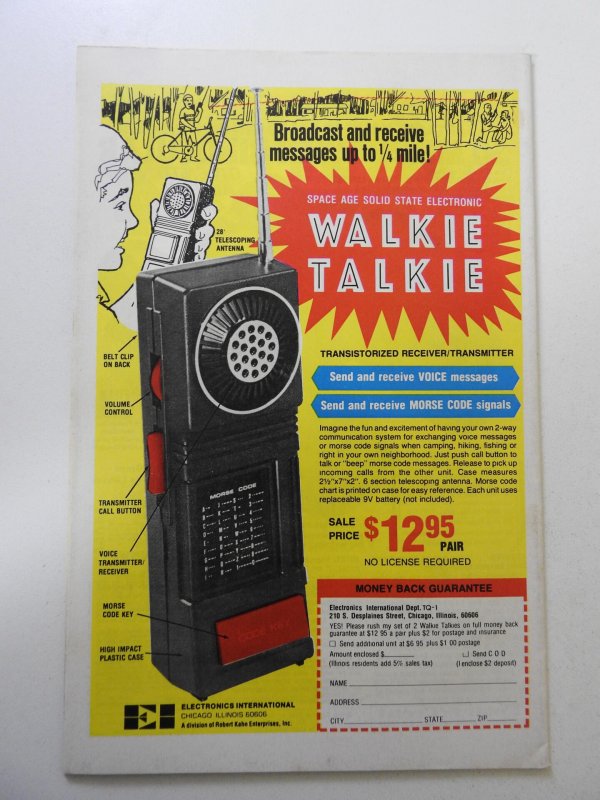 Broadcast and receive
messages up to 1/4 mile!
SPACE AGE SOLID STATE ELECTRONIC
WALKIE
TALKIE
28"
TELESCOPING
ANTENNA
BELT CLIP
ON BACK
VOLUME
CONTROL
TRANSMITTER
CALL BUTTON
VOICE
TRANSMITTER/
RECEIVER
MORSE
CODE KEY
HIGH IMPACT
PLASTIC CASE
MORSE CODE
CODE KEY
TRANSISTORIZED RECEIVER/TRANSMITTER
Send and receive VOICE messages
Send and receive MORSE CODE signals
Imagine the fun and excitement of having your own 2-way
communication system for exchanging voice messages
or morse code signals when camping, hiking, fishing or
right in your own neighborhood. Just push call button to
talk or "beep" morse code messages. Release to pick up
incoming calls from the other unit. Case measures
2½"x7"x2". 6 section telescoping antenna. Morse code
chart is printed on case for easy reference. Each unit uses
replaceable 9V battery (not included).
SALE
PRICE $12.95
PAIR
NO LICENSE REQUIRED
MONEY BACK GUARANTEE
Electronics International Dept. TQ-1
210 S. Desplaines Street, Chicago, Illinois, 60606
YES! Please rush my set of 2 Walkie Talkies on full money back
guarantee at $12.95 a pair plus $2 for postage and insurance
Send additional unit at $6.95 plus $1.00 postage
Amount enclosed $ Send C O D
(Illinois residents add 5% sales tax) (I enclose $2 deposit)
NAME
ADDRESS
CITY STATE ZIP
EI
ELECTRONICS INTERNATIONAL
CHICAGO ILLINOIS 60606
A division of Robert Kahn Enterprises, Inc.